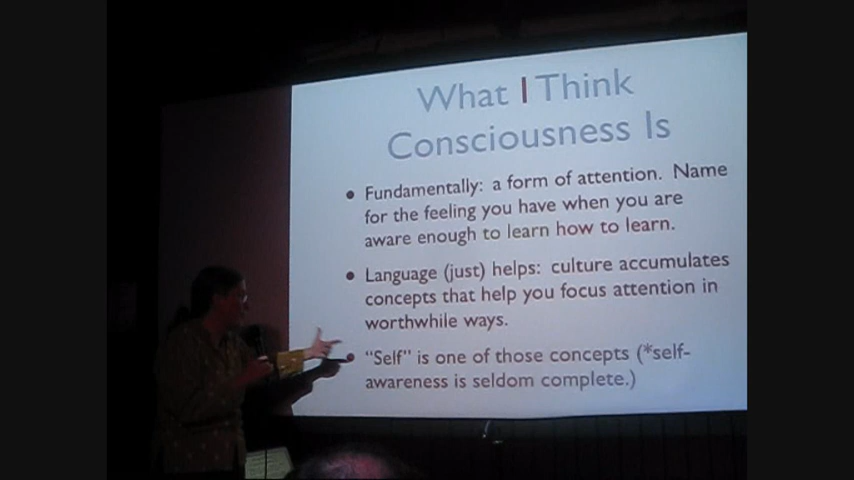 What I Think
Consciousness Is
• Fundamentally: a form of attention. Name
for the feeling you have when you are
aware enough to learn how to learn.
• Language (just) helps: culture accumulates
concepts that help you focus attention in
worthwhile ways.
• “Self” is one of those concepts (*self-
awareness is seldom complete.)